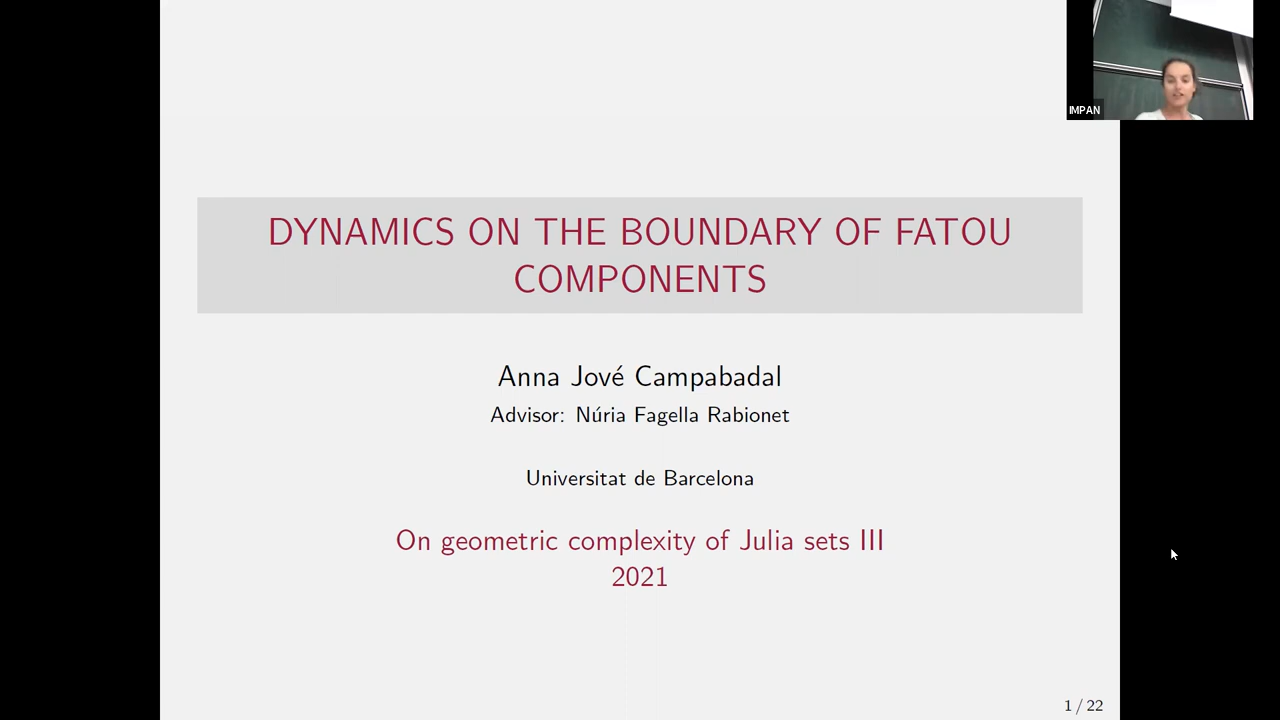 IMPAN
DYNAMICS ON THE BOUNDARY OF FATOU
COMPONENTS
Anna Jové Campabadal
Advisor: Núria Fagella Rabionet
Universitat de Barcelona
On geometric complexity of Julia sets III
2021
1 / 22